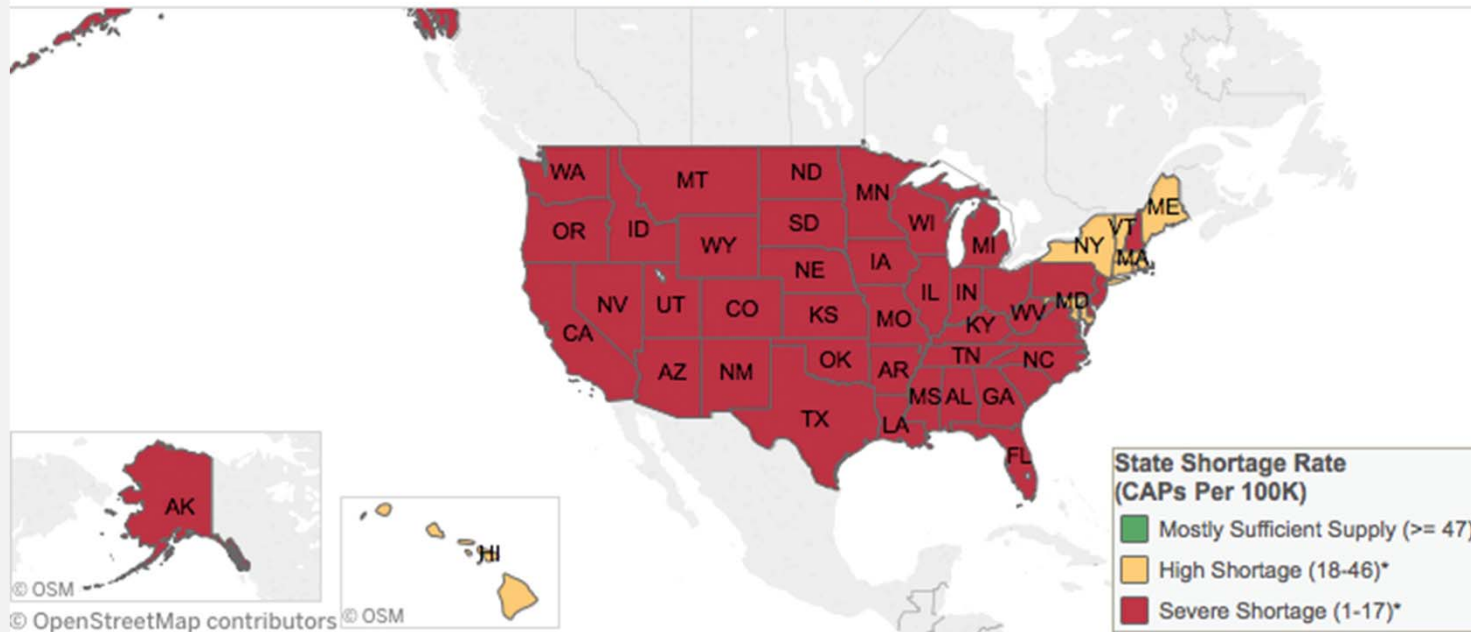 WA
MT
ND
MN
OR
ID
WY
SD
WI
MI
NY
VT
ME
MA
NV
UT
CO
NE
IA
IL
IN
MD
CA
KS
MO
KY
WV
AZ
NM
OK
AR
TN
NC
TX
LA
MS
AL
GA
FL
AK
HI
© OSM
© OSM
© OpenStreetMap contributors
State Shortage Rate
(CAPs Per 100K)
Mostly Sufficient Supply (>= 47)
High Shortage (18-46)*
Severe Shortage (1-17)*